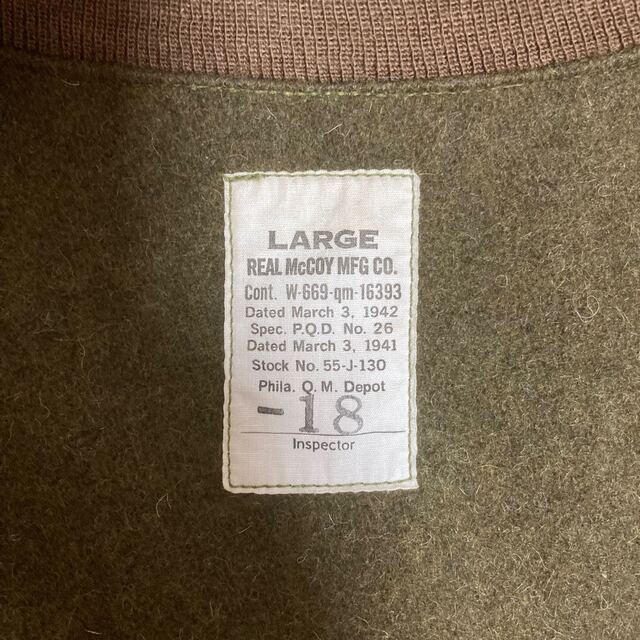 LARGE
REAL McCOY MFG CO.
Cont. W-669-qm-16393
Dated March 3, 1942
Spec. P.Q.D. No. 26
Dated March 3, 1941
Stock No. 55-J-130
Phila. Q. M. Depot
-18
Inspector